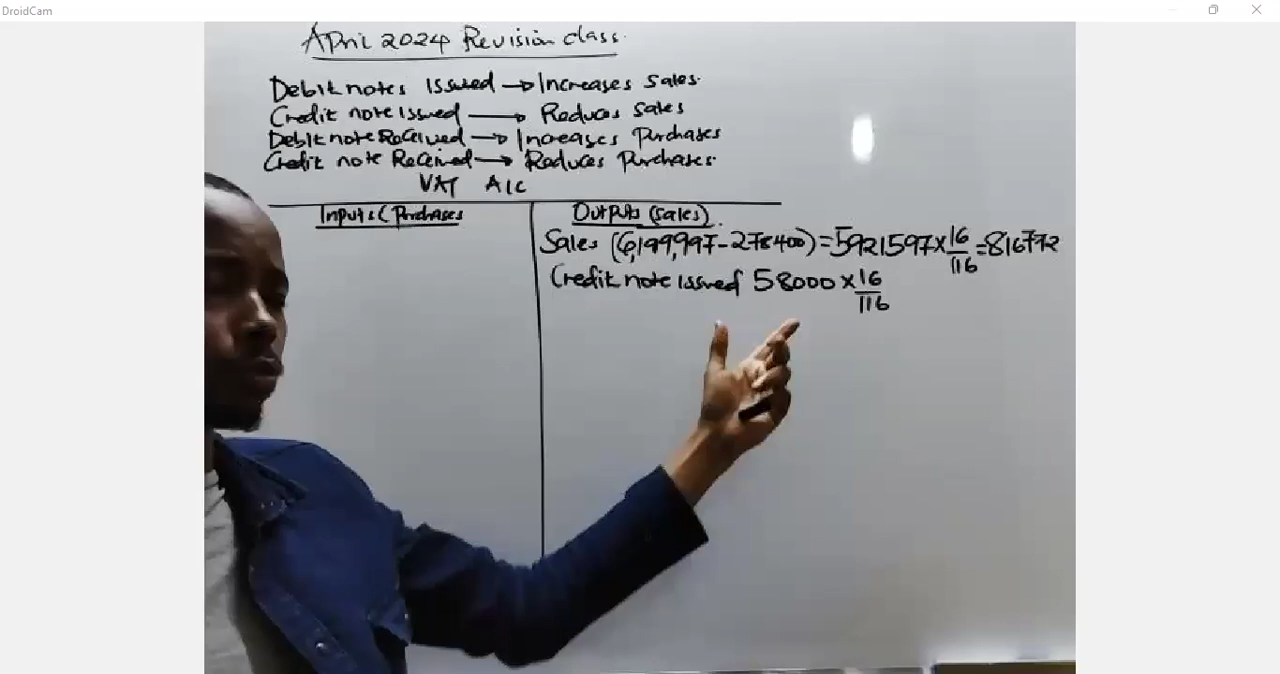 DroidCam
April 2024 Revision class
Debit notes issued → Increases Sales.
Credit note issued → Reduces sales
Debit note Received → Increases Purchases
Credit note Received → Reduces Purchases.
VAT A/C
Inputs (Purchases
Outputs (sales).
Sales (6,199,997-278400) = 5921597 x 16/116 = 816772
Credit note issued 58000 x 16/116